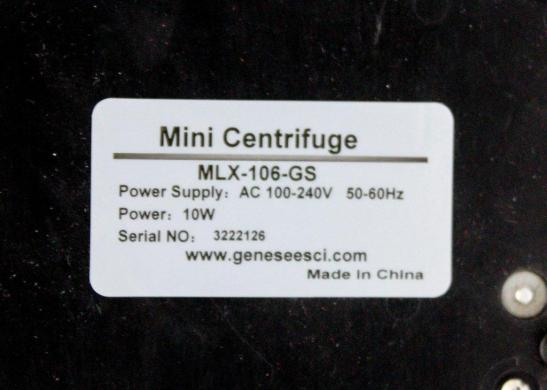 Mini Centrifuge
MLX-106-GS
Power Supply: AC 100-240V 50-60Hz
Power: 10W
Serial NO: 3222126
www.geneseesci.com
Made In China